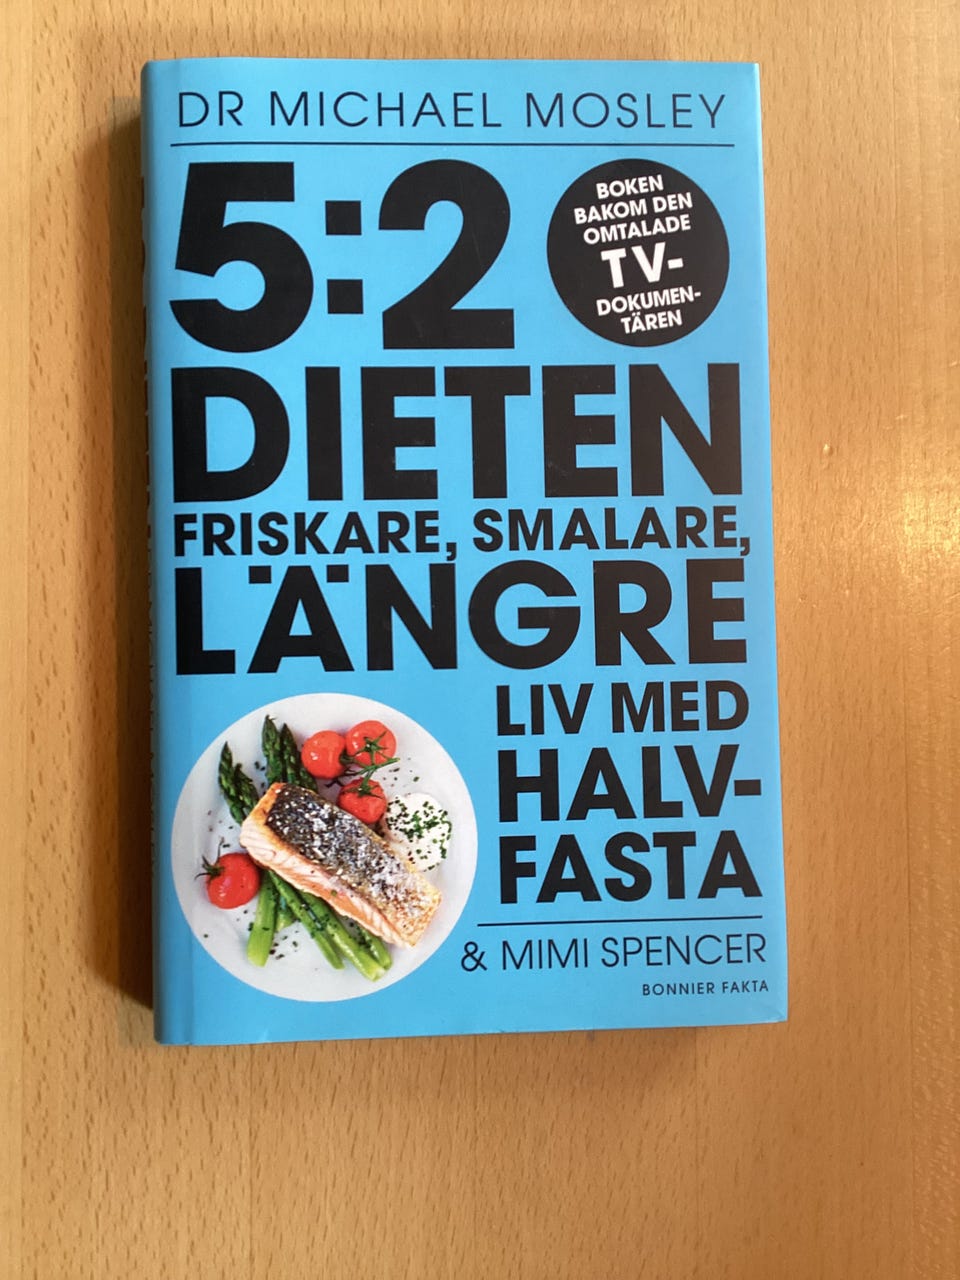 DR MICHAEL MOSLEY
5:2
BOKEN
BAKOM DEN
OMTALADE
TV-
DOKUMEN-
TÄREN
DIETEN
FRISKARE, SMALARE,
LÄNGRE
LIV MED
HALV-
FASTA
& MIMI SPENCER
BONNIER FAKTA